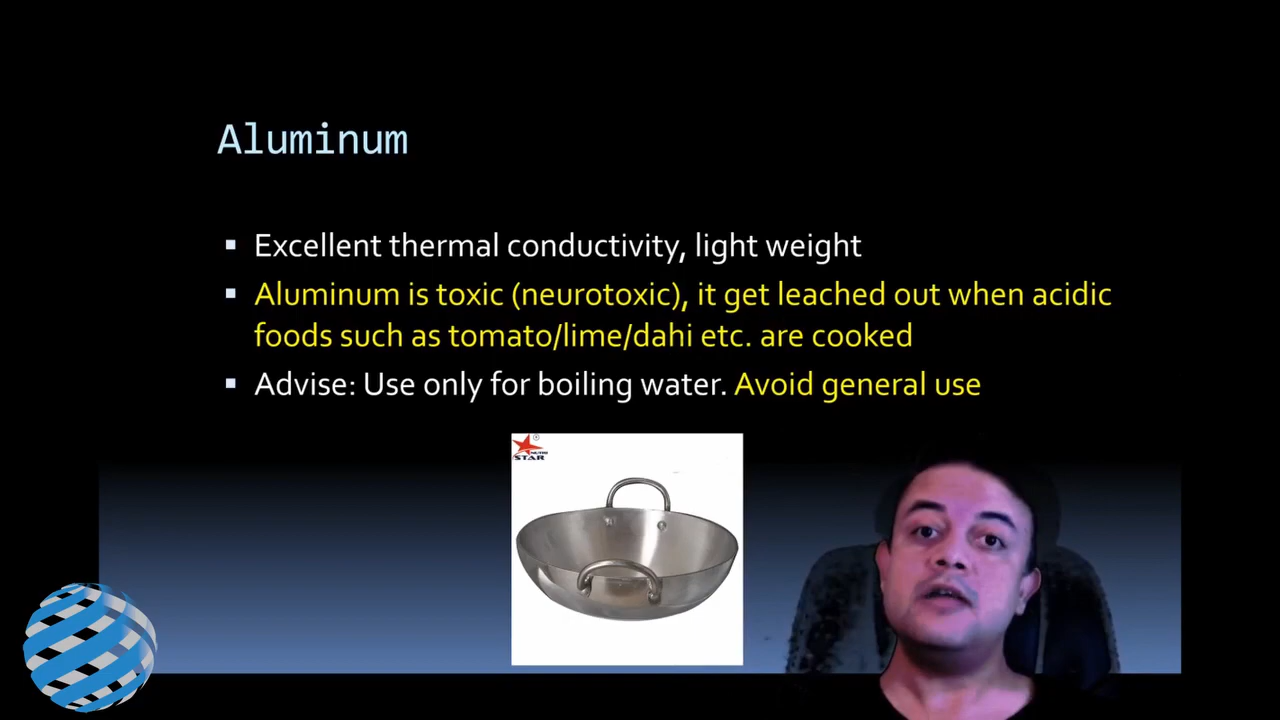 Aluminum
▪ Excellent thermal conductivity, light weight
▪ Aluminum is toxic (neurotoxic), it get leached out when acidic
foods such as tomato/lime/dahi etc. are cooked
▪ Advise: Use only for boiling water. Avoid general use
NUTRI
STAR